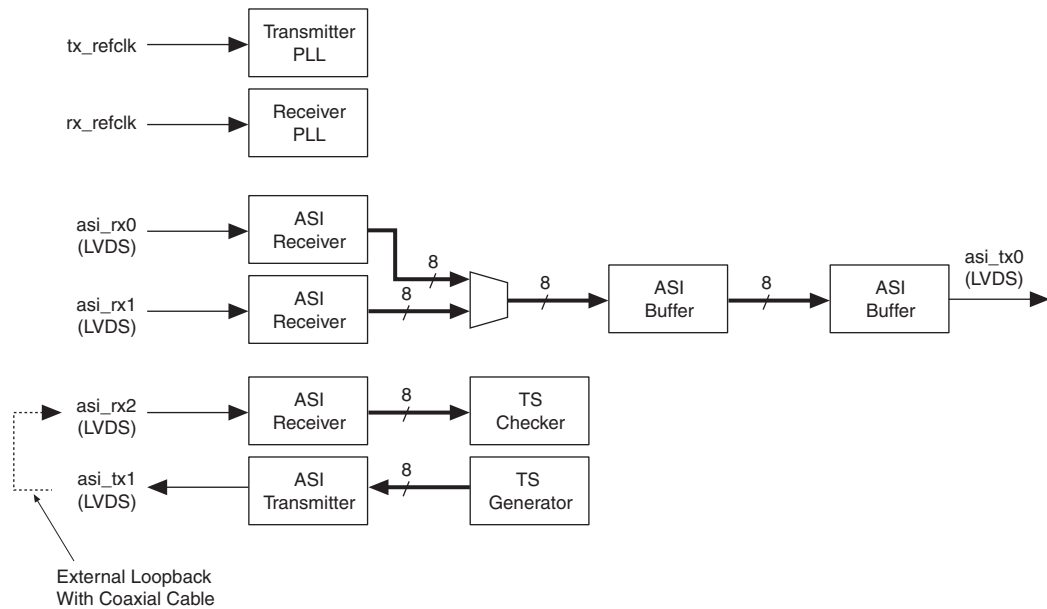 tx_refclk
Transmitter
PLL
rx_refclk
Receiver
PLL
asi_rx0
(LVDS)
ASI
Receiver
8
asi_rx1
(LVDS)
ASI
Receiver
8
8
ASI
Buffer
8
ASI
Buffer
asi_tx0
(LVDS)
asi_rx2
(LVDS)
ASI
Receiver
8
TS
Checker
asi_tx1
(LVDS)
ASI
Transmitter
8
TS
Generator
External Loopback
With Coaxial Cable